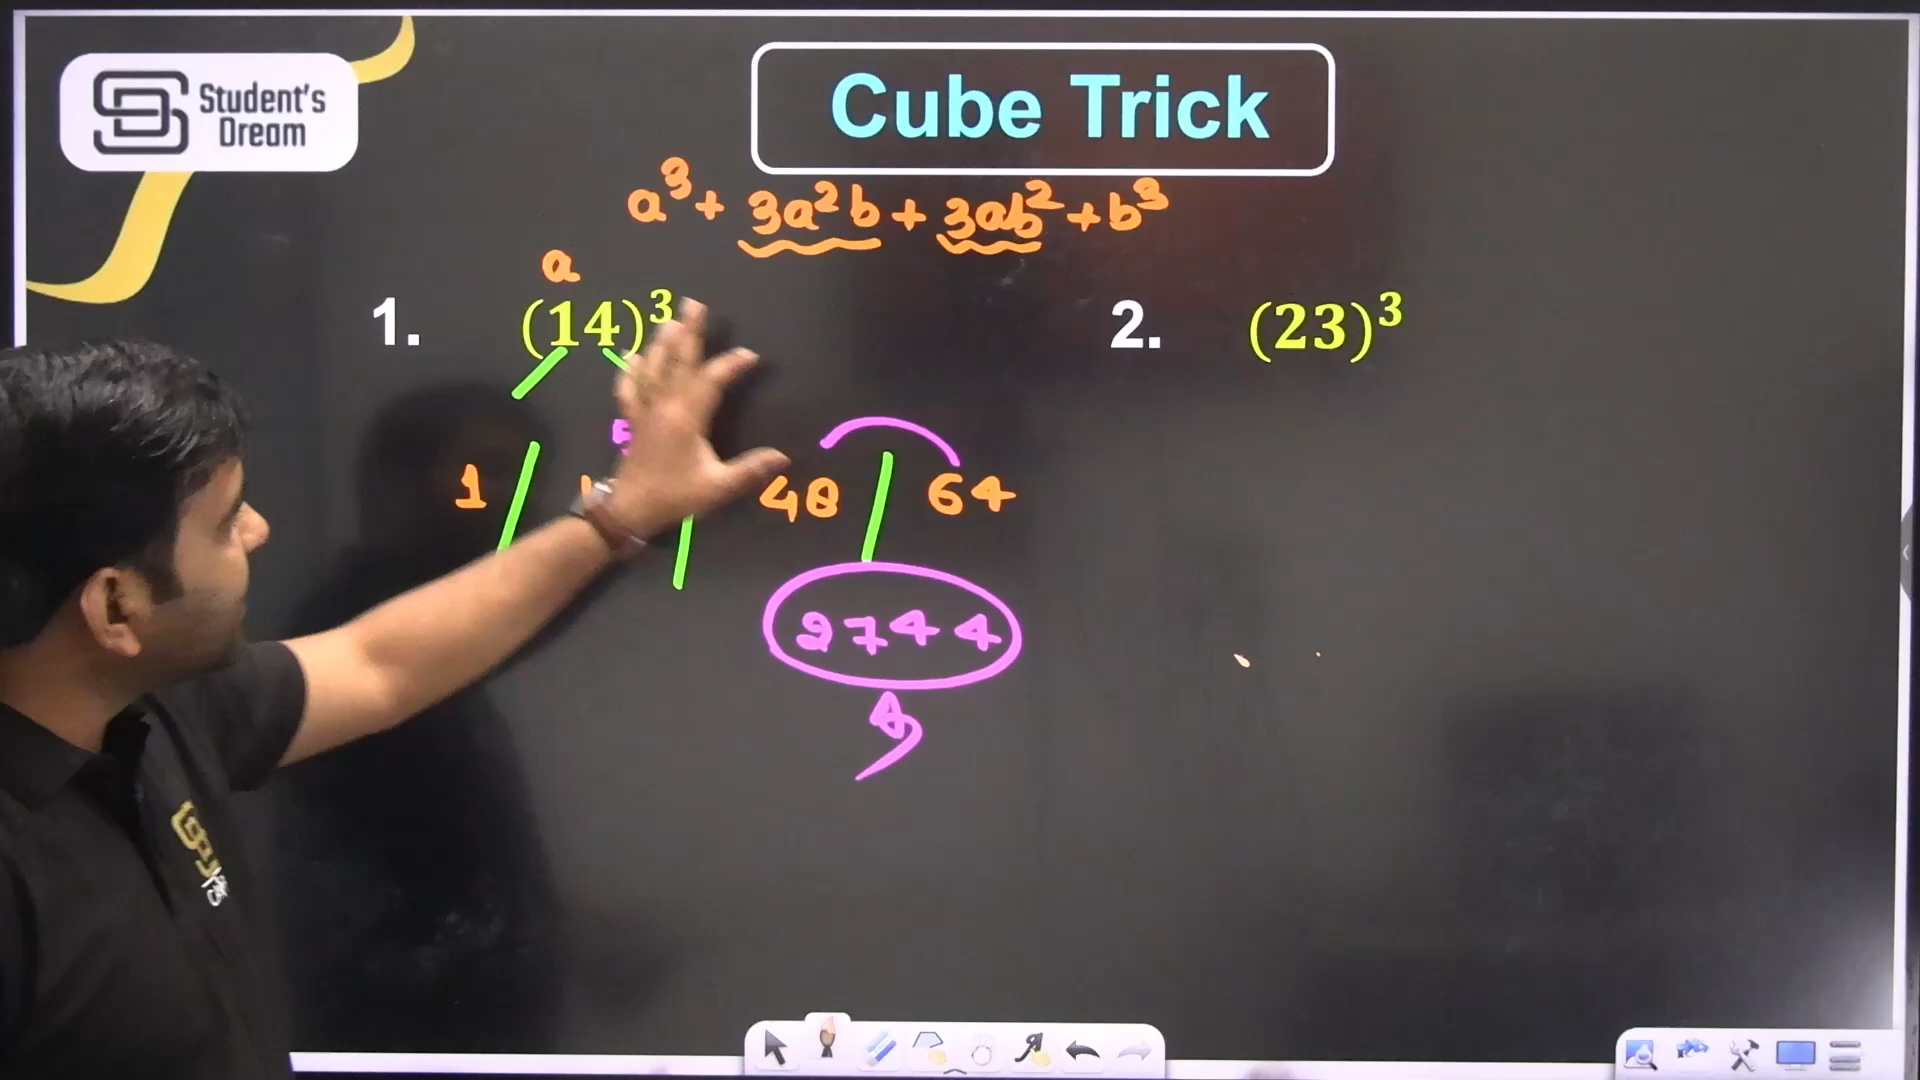 Student's
Dream
Cube Trick
a³ + 3a²b + 3ab² + b³
a
1. (14)³
2. (23)³
1 48 64
2744